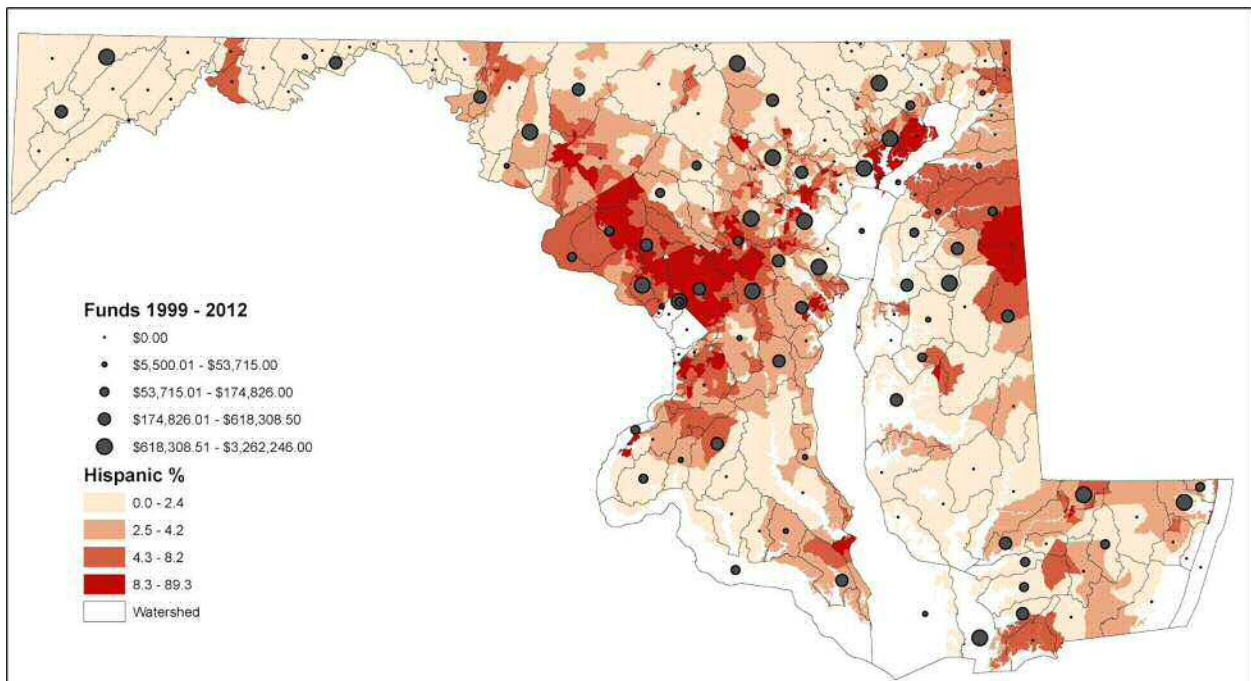 Funds 1999 - 2012
$0.00
$5,500.01 - $53,715.00
$53,715.01 - $174,826.00
$174,826.01 - $618,308.50
$618,308.51 - $3,262,246.00
Hispanic %
0.0 - 2.4
2.5 - 4.2
4.3 - 8.2
8.3 - 89.3
Watershed